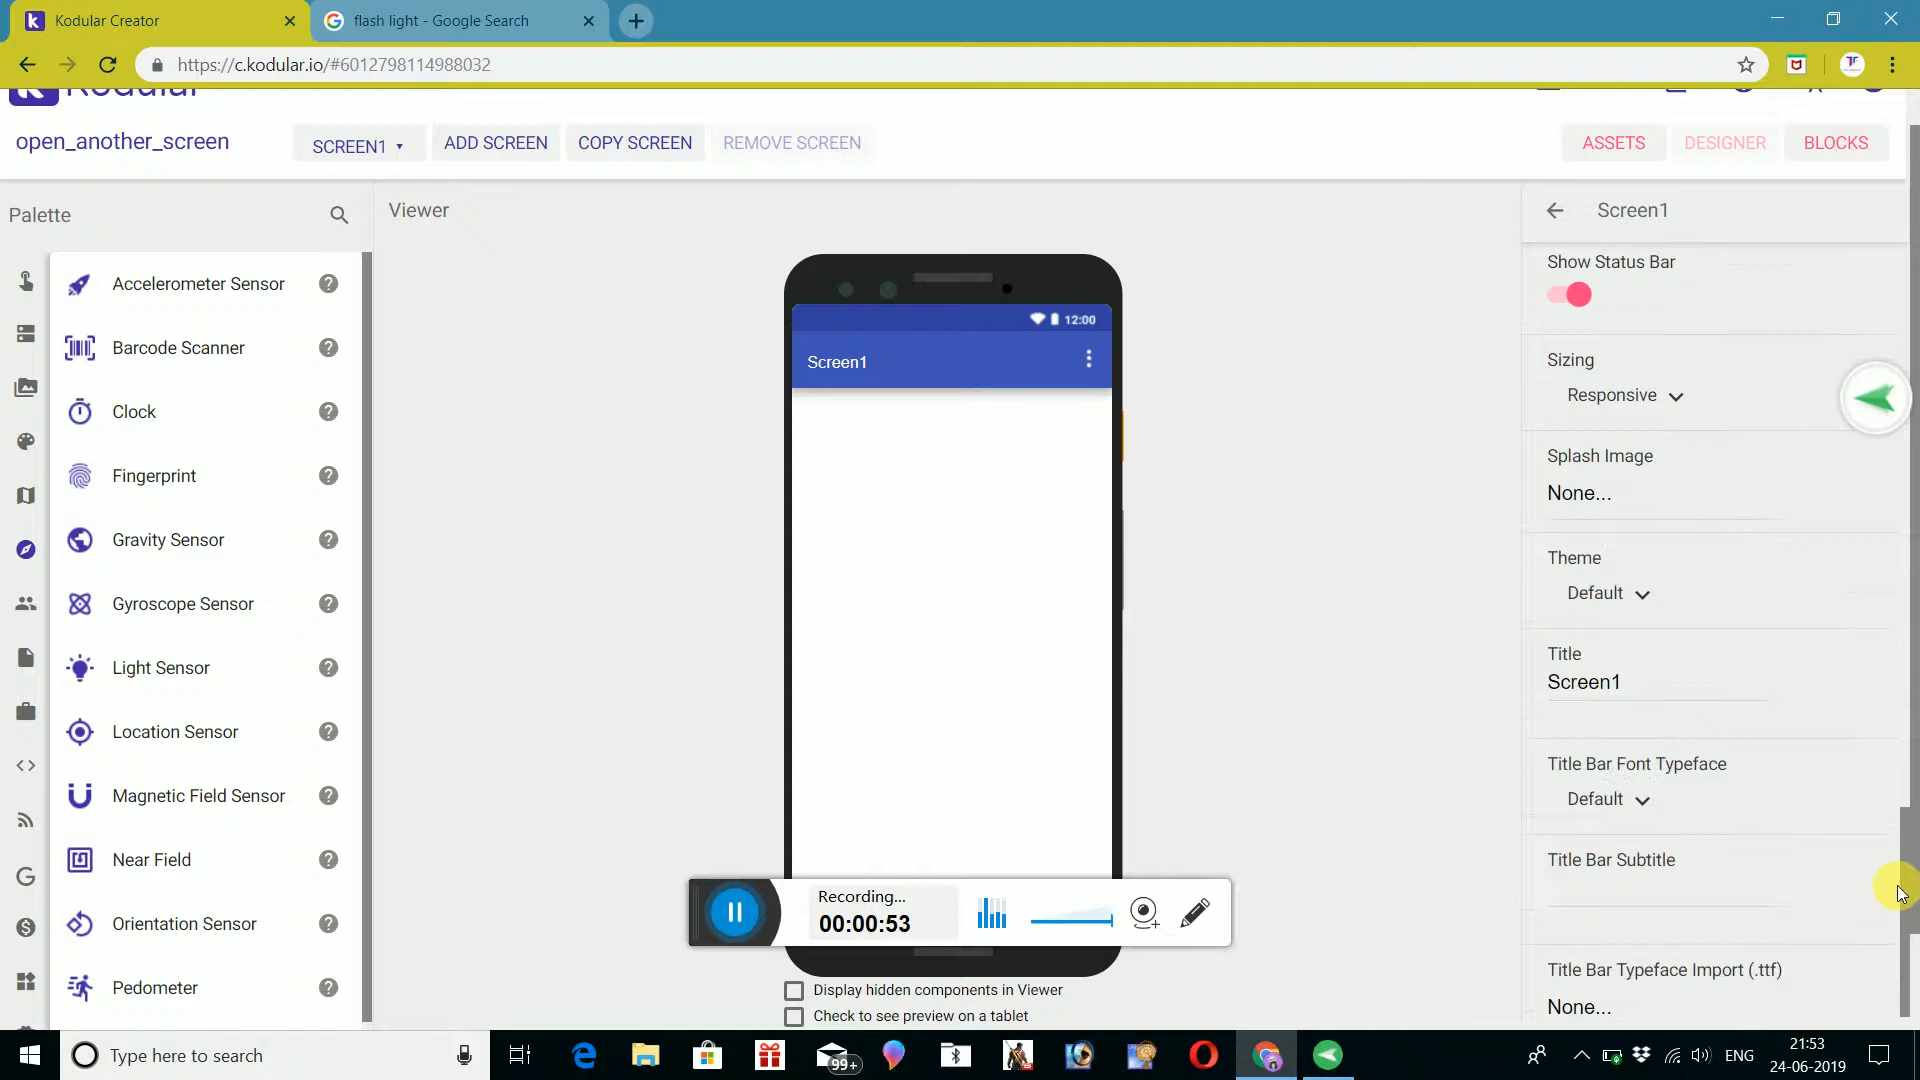 Kodular Creator
flash light - Google Search
https://c.kodular.io/#6012798114988032
Kodular
open_another_screen
SCREEN1
ADD SCREEN
COPY SCREEN
REMOVE SCREEN
ASSETS
DESIGNER
BLOCKS
Palette
Viewer
Screen1
Accelerometer Sensor
Barcode Scanner
Clock
Fingerprint
Gravity Sensor
Gyroscope Sensor
Light Sensor
Location Sensor
Magnetic Field Sensor
Near Field
Orientation Sensor
Pedometer
12:00
Screen1
Recording...
00:00:53
Display hidden components in Viewer
Check to see preview on a tablet
Show Status Bar
Sizing
Responsive
Splash Image
None...
Theme
Default
Title
Screen1
Title Bar Font Typeface
Default
Title Bar Subtitle
Title Bar Typeface Import (.ttf)
None...
Type here to search
99+
ENG
21:53
24-06-2019